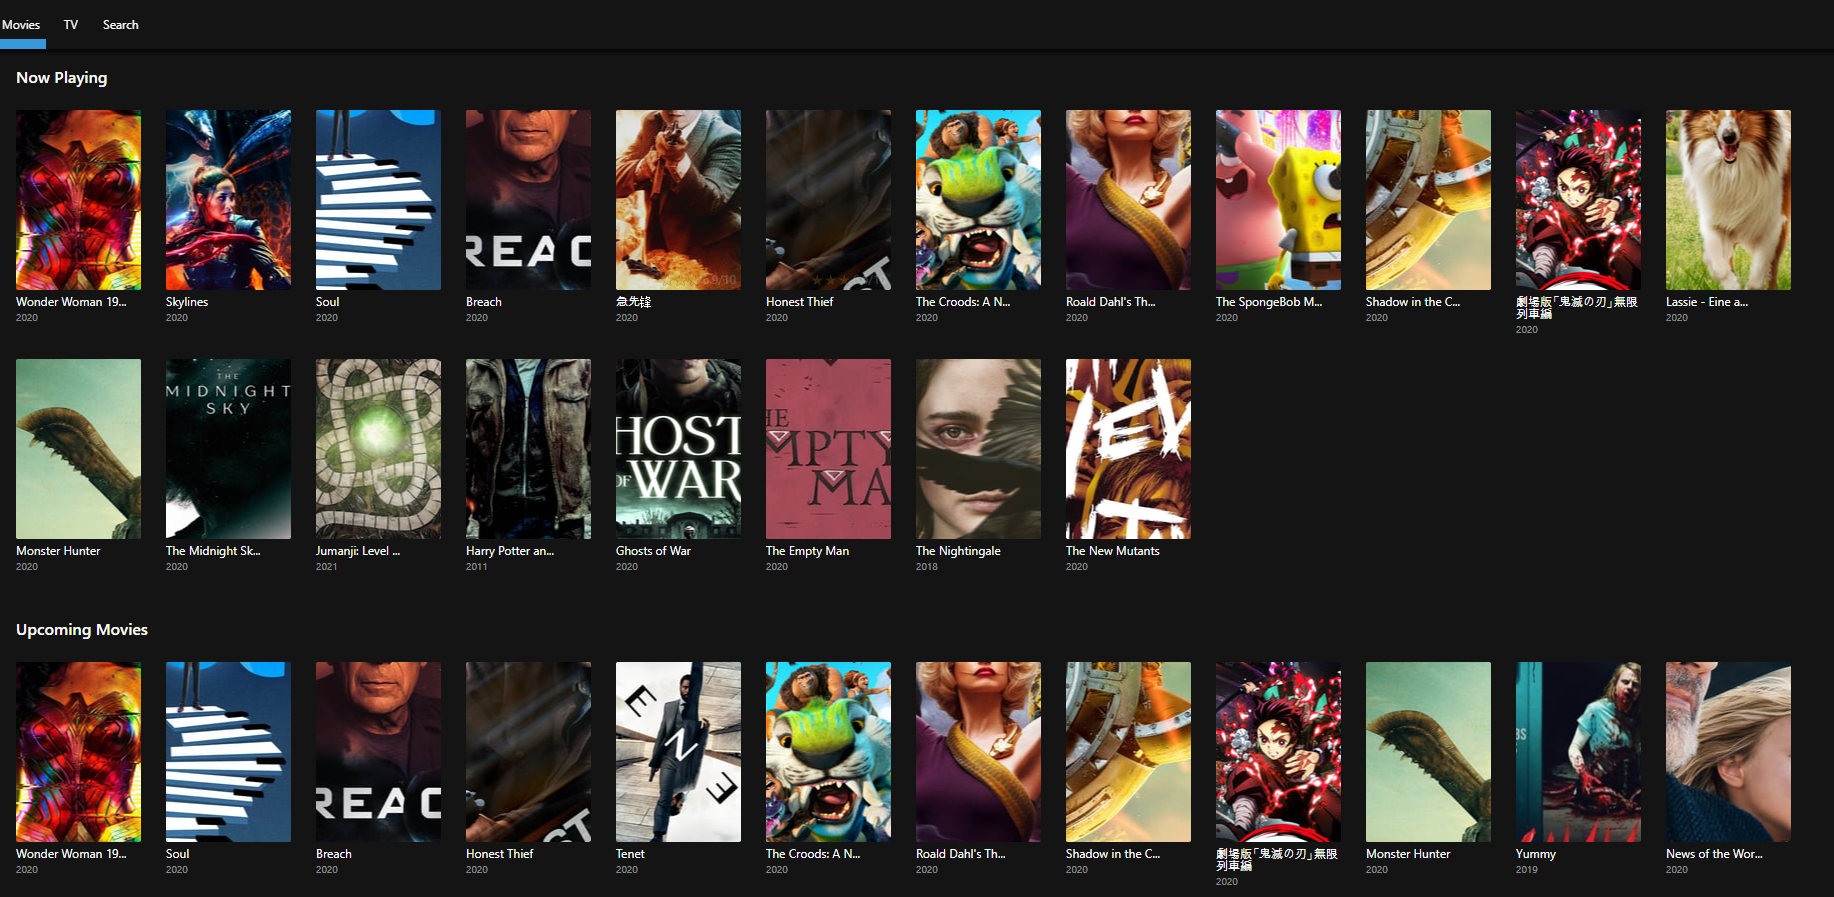 Movies TV Search
Now Playing
REAC
9/10
ST
Wonder Woman 19... Skylines Soul Breach 急先锋 Honest Thief The Croods: A N... Roald Dahl's Th... The SpongeBob M... Shadow in the C... 劇場版「鬼滅の刃」無限 Lassie - Eine a...
列車編
2020 2020 2020 2020 2020 2020 2020 2020 2020 2020 2020 2020
THE
MIDNIGHT
SKY
HOST
OF WAR
HE
MPTY
MA
EV
T
Monster Hunter The Midnight Sk... Jumanji: Level ... Harry Potter an... Ghosts of War The Empty Man The Nightingale The New Mutants
2020 2020 2021 2011 2020 2020 2018 2020
Upcoming Movies
REAC
ST
E
N
E
BS
Wonder Woman 19... Soul Breach Honest Thief Tenet The Croods: A N... Roald Dahl's Th... Shadow in the C... 劇場版「鬼滅の刃」無限 Monster Hunter Yummy News of the Wor...
列車編
2020 2020 2020 2020 2020 2020 2020 2020 2020 2020 2019 2020